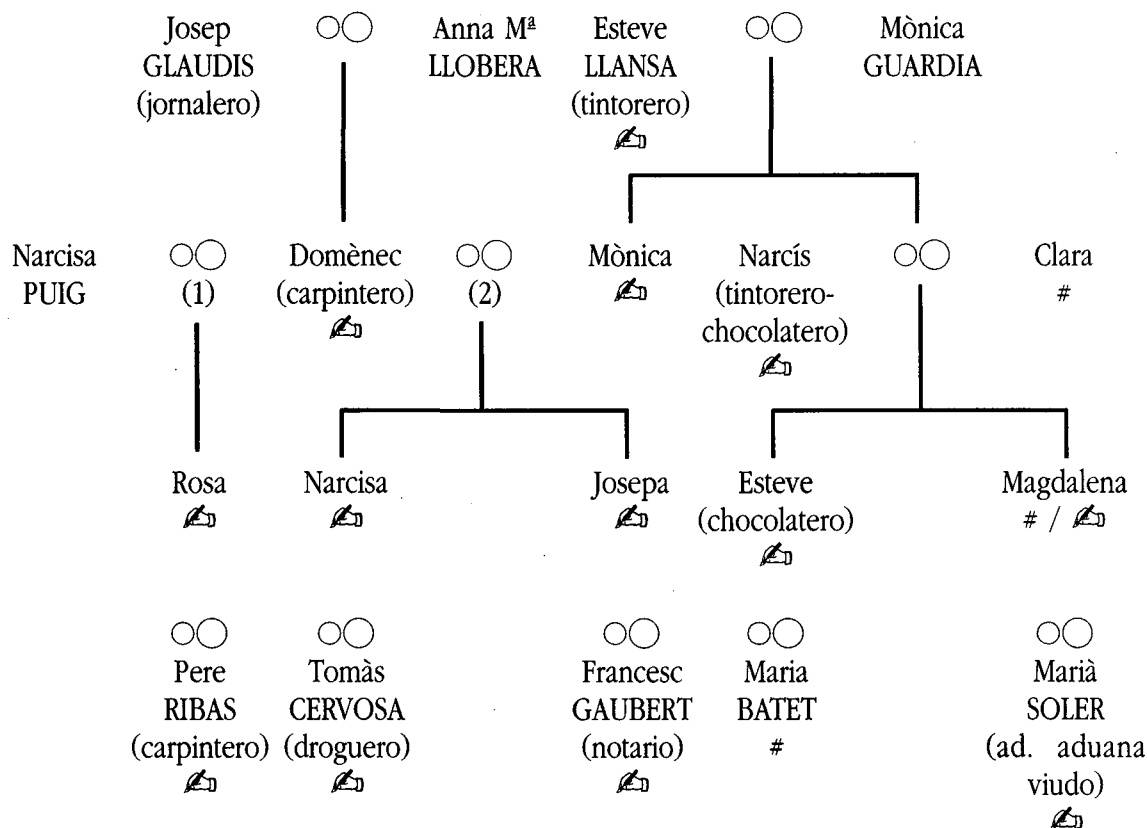 Josep Anna Mª Esteve Mònica
GLAUDIS LLOBERA LLANSA GUARDIA
(jornalero) (tintorero)
Narcisa Domènec Mònica Narcís Clara
PUIG (1) (carpintero) (2) (tintorero- #
chocolatero)
Rosa Narcisa Josepa Esteve Magdalena
(chocolatero) # /
Pere Tomàs Francesc Maria Marià
RIBAS CERVOSA GAUBERT BATET SOLER
(carpintero) (droguero) (notario) # (ad. aduana
viudo)